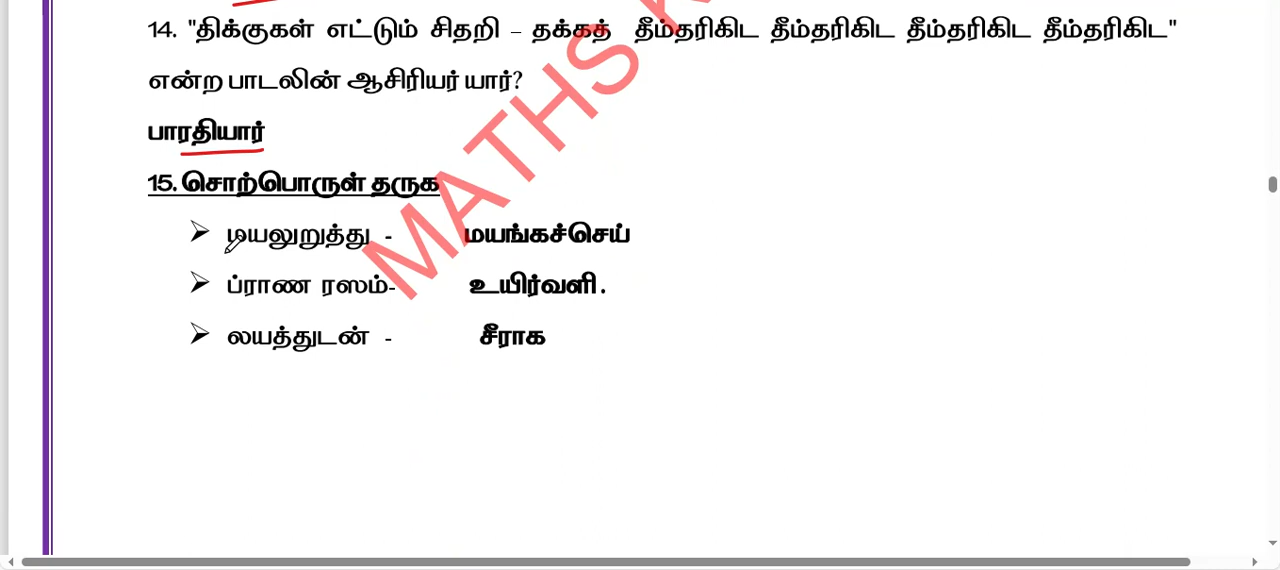 14. "திக்குகள் எட்டும் சிதறி – தக்கத் தீம்தரிகிட தீம்தரிகிட தீம்தரிகிட தீம்தரிகிட"
என்ற பாடலின் ஆசிரியர் யார்?
பாரதியார்
15. சொற்பொருள் தருக
➢ மயலுறுத்து - மயங்கச்செய்
➢ ப்ராண ரஸம்- உயிர்வளி.
➢ லயத்துடன் - சீராக
MATHS